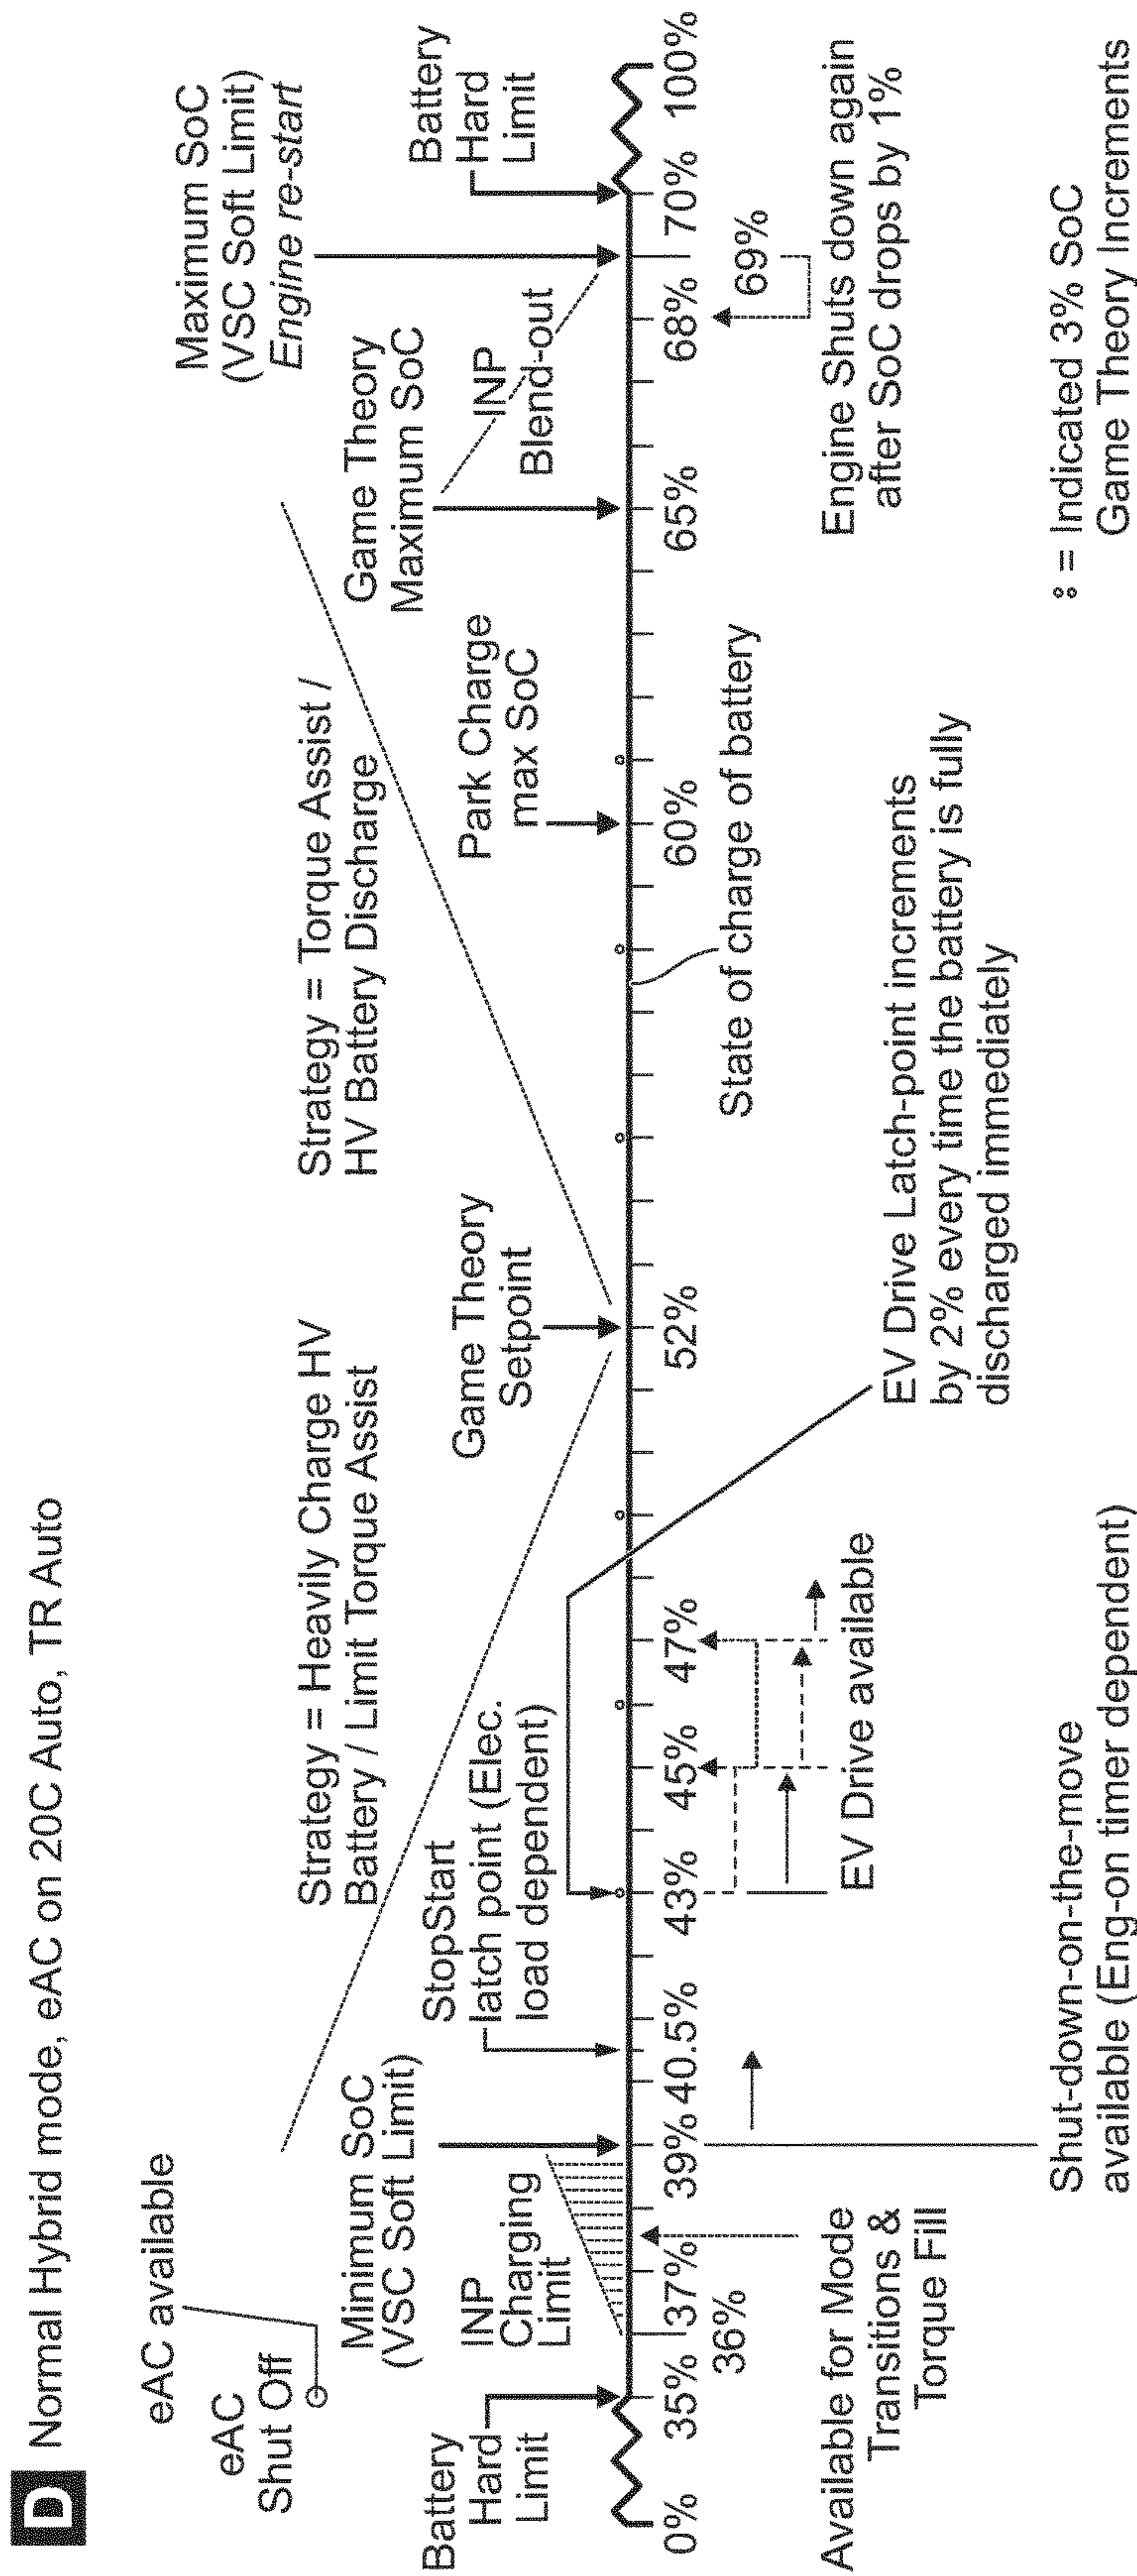 D Normal Hybrid mode, eAC on 20C Auto, TR Auto
eAC available
eAC
Shut Off
Strategy = Heavily Charge HV
Battery / Limit Torque Assist
Strategy = Torque Assist /
HV Battery Discharge
Maximum SoC
(VSC Soft Limit)
Engine re-start
Battery
Hard
Limit
INP
Charging
Limit
Minimum SoC
(VSC Soft Limit)
StopStart
latch point (Elec.
load dependent)
Game Theory
Setpoint
Park Charge
max SoC
Game Theory
Maximum SoC
INP
Blend-out
Battery
Hard
Limit
0% 35% 37% 39% 40.5% 43% 45% 47% 52% 60% 65% 68% 70% 100%
36%
69%
State of charge of battery
Available for Mode
Transitions &
Torque Fill
EV Drive available
EV Drive Latch-point increments
by 2% every time the battery is fully
discharged immediately
Engine Shuts down again
after SoC drops by 1%
Shut-down-on-the-move
available (Eng-on timer dependent)
= Indicated 3% SoC
Game Theory Increments